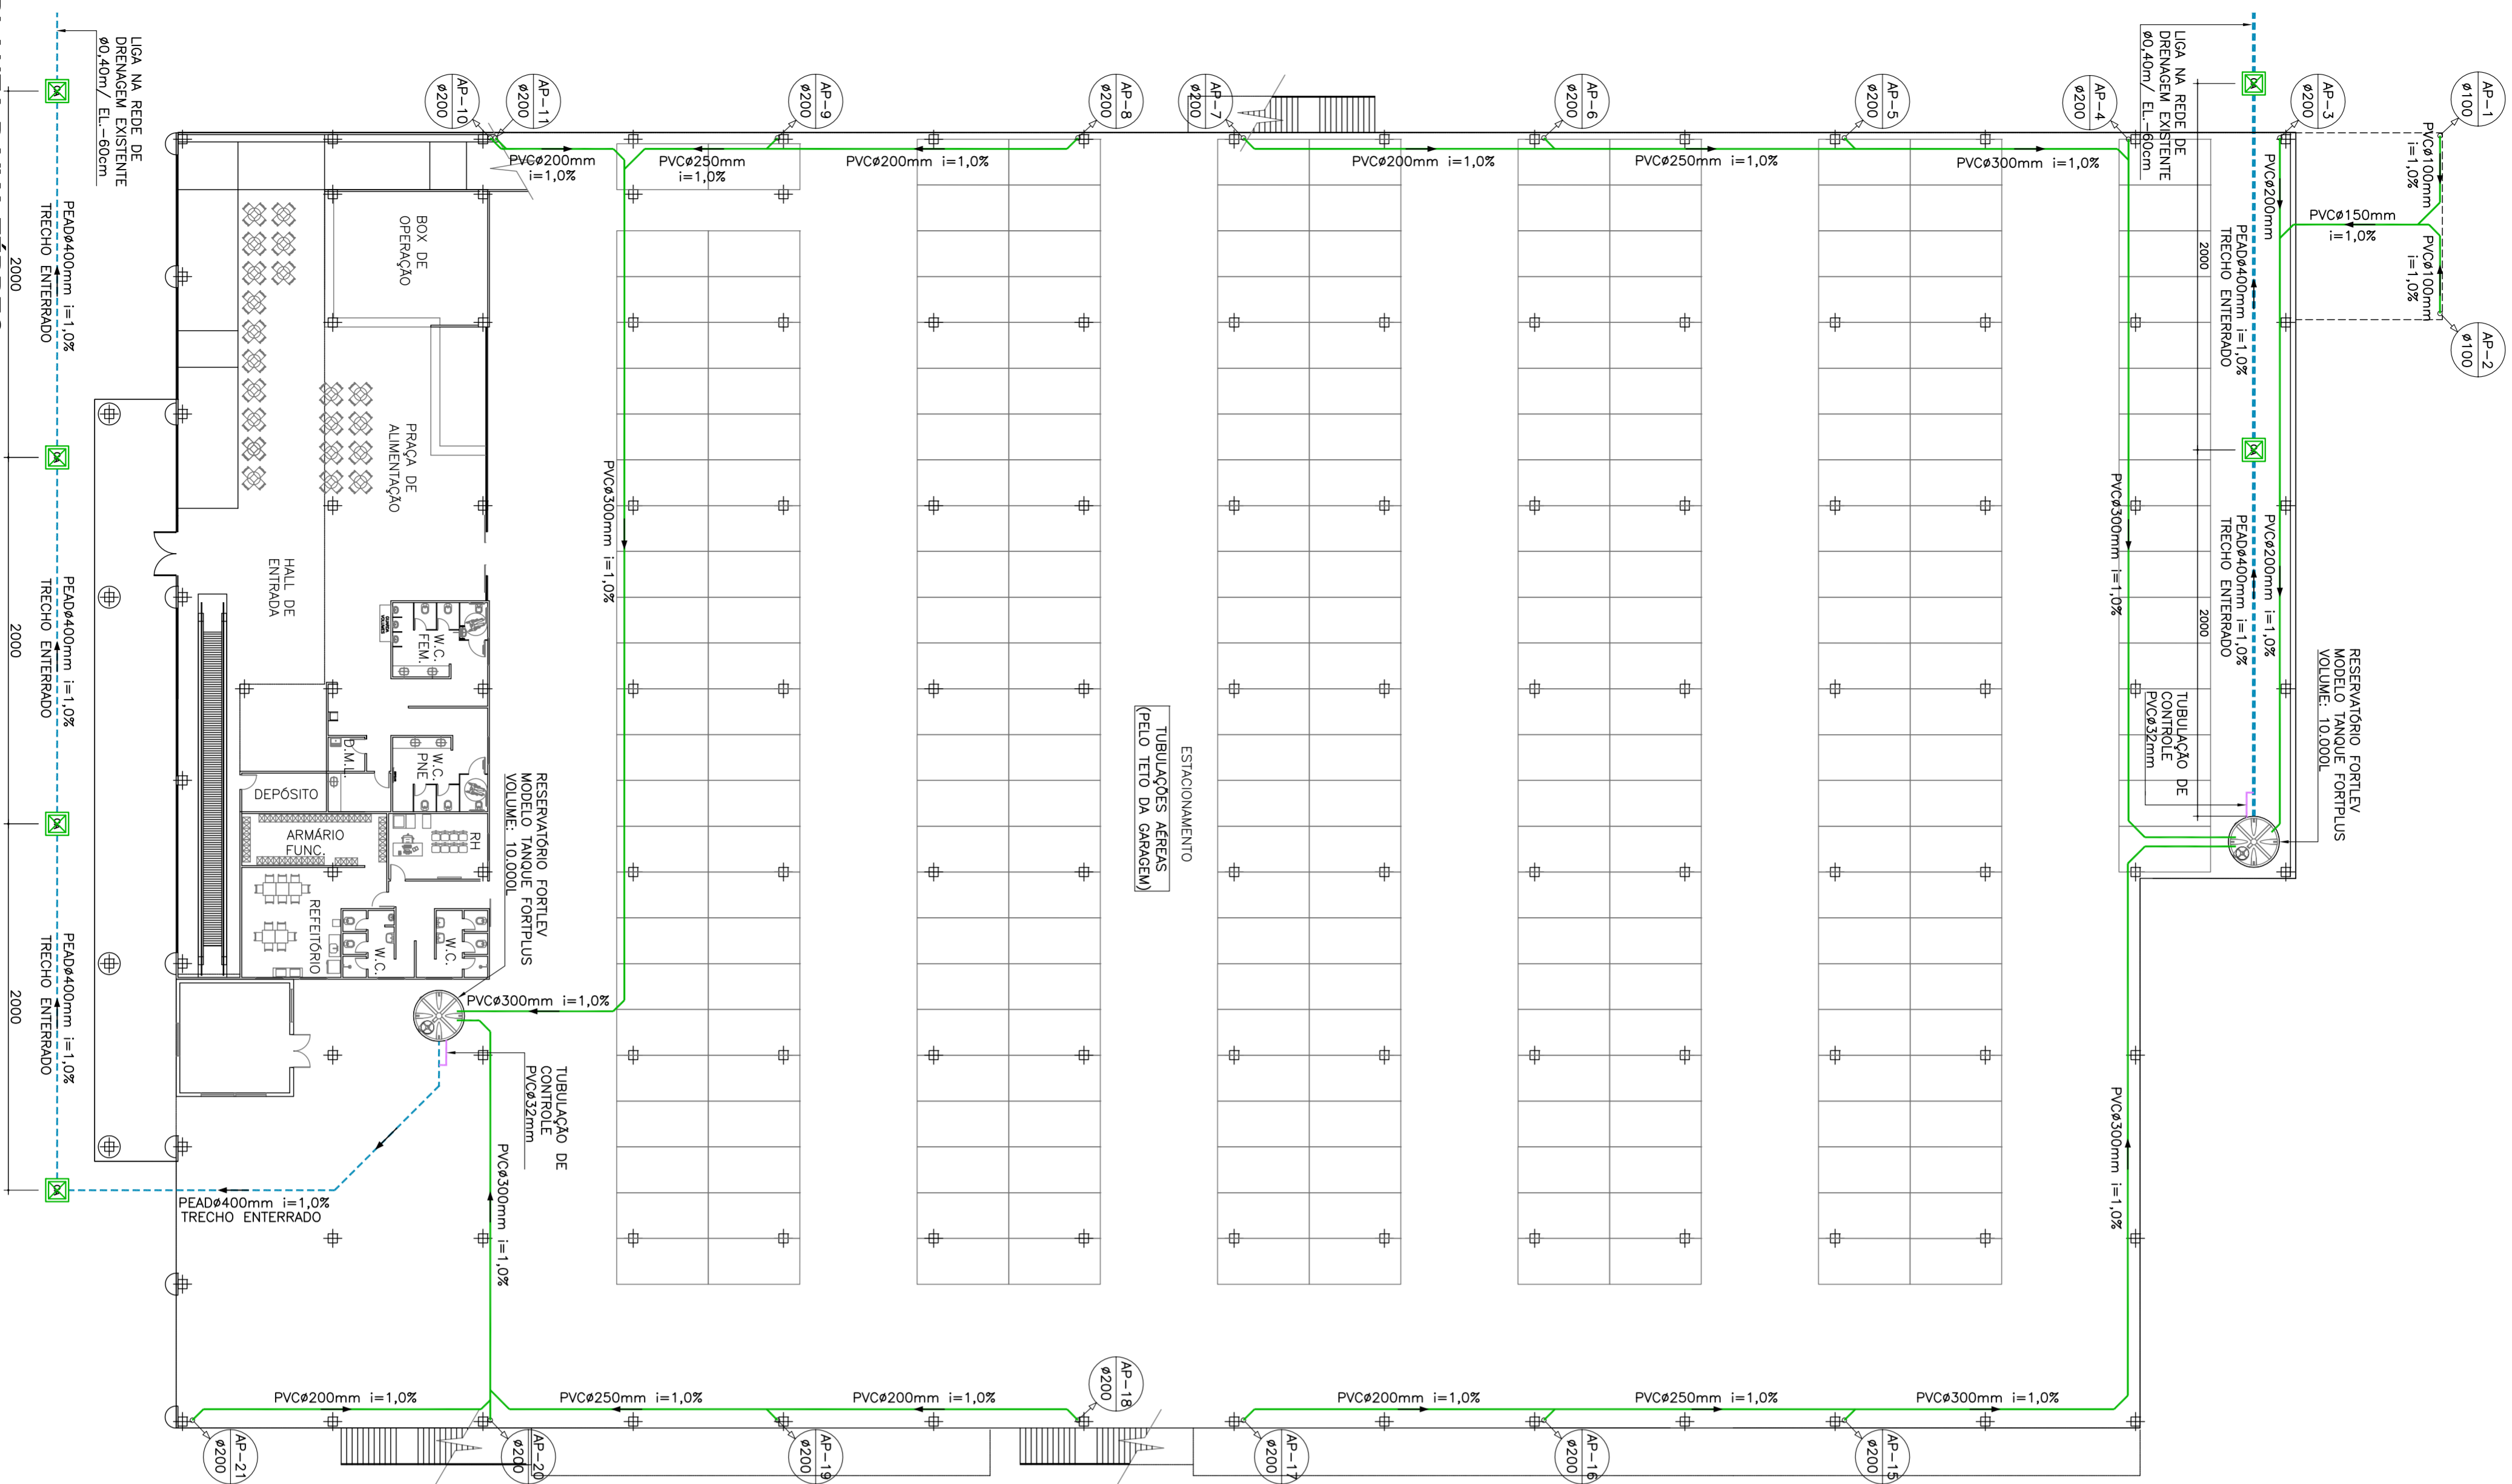 LIGA NA REDE DE
DRENAGEM EXISTENTE
ø0,40m/ EL.-60cm
AP-10
ø200
AP-11
ø200
AP-9
ø200
AP-8
ø200
AP-7
ø200
AP-6
ø200
AP-5
ø200
AP-4
ø200
LIGA NA REDE DE
DRENAGEM EXISTENTE
ø0,40m/ EL.-60cm
AP-3
ø200
AP-1
ø100
PVCø200mm
i=1,0%
PVCø250mm
i=1,0%
PVCø200mm i=1,0%
PVCø200mm i=1,0%
PVCø250mm i=1,0%
PVCø300mm i=1,0%
PVCø200mm
PVCø100mm
i=1,0%
PVCø150mm
i=1,0%
PVCø100mm
i=1,0%
AP-2
ø100
PEADø400mm i=1,0%
TRECHO ENTERRADO
2000
BOX DE
OPERAÇÃO
PEADø400mm i=1,0%
TRECHO ENTERRADO
2000
PRAÇA DE
ALIMENTAÇÃO
PVCø300mm i=1,0%
PVCø300mm i=1,0%
PEADø400mm i=1,0%
TRECHO ENTERRADO
2000
PVCø200mm i=1,0%
HALL DE
ENTRADA
PEADø400mm i=1,0%
TRECHO ENTERRADO
2000
W.C.
FEM.
RESERVATÓRIO FORTLEV
MODELO TANQUE FORTPLUS
VOLUME: 10.000L
TUBULAÇÃO DE
CONTROLE
PVCø32mm
ESTACIONAMENTO
TUBULAÇÕES AÉREAS
(PELO TETO DA GARAGEM)
D.M.L.
W.C.
PNE
DEPÓSITO
RESERVATÓRIO FORTLEV
MODELO TANQUE FORTPLUS
VOLUME: 10.000L
ARMÁRIO
FUNC.
RH
REFEITÓRIO
W.C.
W.C.
PEADø400mm i=1,0%
TRECHO ENTERRADO
2000
PVCø300mm i=1,0%
TUBULAÇÃO DE
CONTROLE
PVCø32mm
PVCø300mm i=1,0%
PVCø300mm i=1,0%
PEADø400mm i=1,0%
TRECHO ENTERRADO
PVCø200mm i=1,0%
PVCø250mm i=1,0%
PVCø200mm i=1,0%
AP-18
ø200
PVCø200mm i=1,0%
PVCø250mm i=1,0%
PVCø300mm i=1,0%
AP-21
ø200
AP-20
ø200
AP-19
ø200
AP-17
ø200
AP-16
ø200
AP-15
ø200